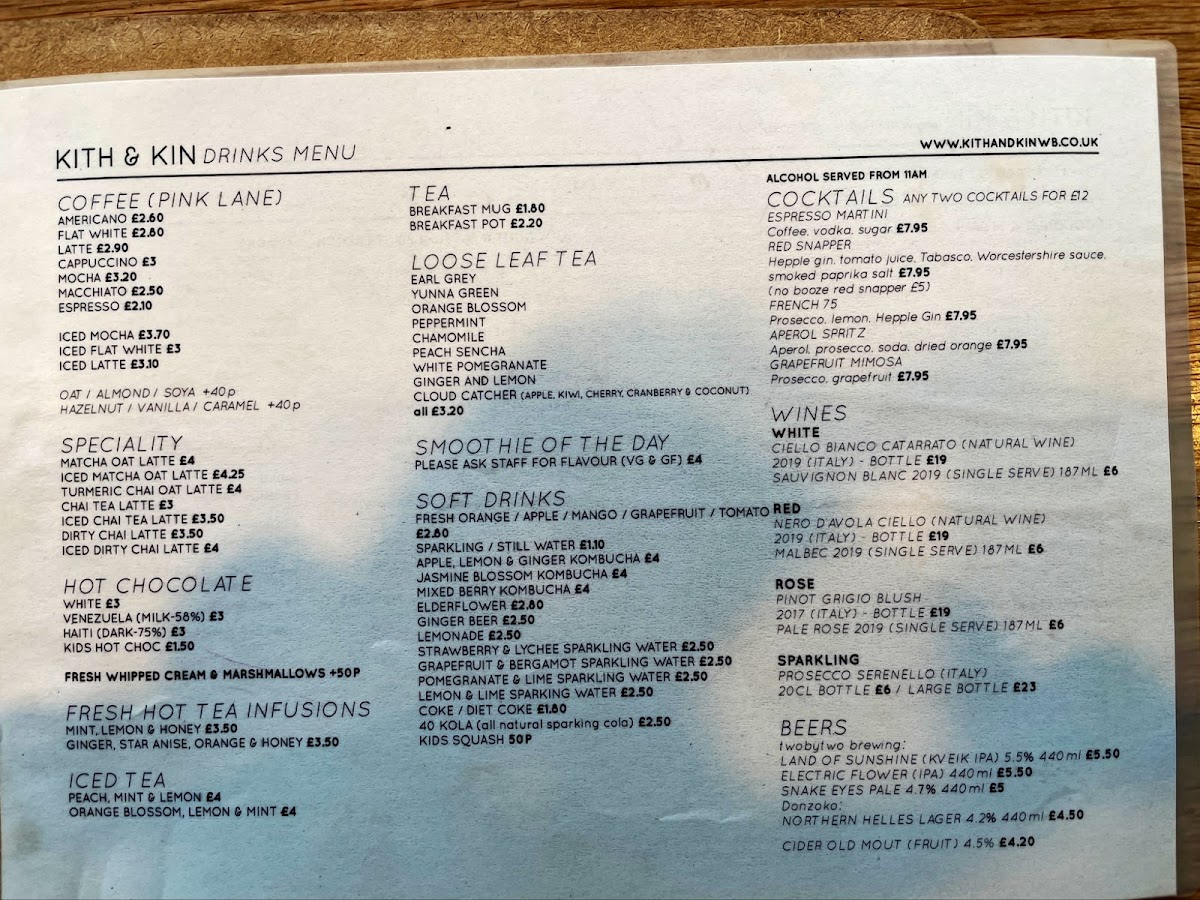 KITH & KIN DRINKS MENU
WWW.KITHANDKINWB.CO.UK
COFFEE (PINK LANE)
AMERICANO £2.60
FLAT WHITE £2.80
LATTE £2.90
CAPPUCCINO £3
MOCHA £3.20
MACCHIATO £2.50
ESPRESSO £2.10
ICED MOCHA £3.70
ICED FLAT WHITE £3
ICED LATTE £3.10
OAT / ALMOND / SOYA +40p
HAZELNUT / VANILLA / CARAMEL +40p
SPECIALITY
MATCHA OAT LATTE £4
ICED MATCHA OAT LATTE £4.25
TURMERIC CHAI OAT LATTE £4
CHAI TEA LATTE £3
ICED CHAI TEA LATTE £3.50
DIRTY CHAI LATTE £3.50
ICED DIRTY CHAI LATTE £4
HOT CHOCOLATE
WHITE £3
VENEZUELA (MILK-58%) £3
HAITI (DARK-75%) £3
KIDS HOT CHOC £1.50
FRESH WHIPPED CREAM & MARSHMALLOWS +50P
FRESH HOT TEA INFUSIONS
MINT, LEMON & HONEY £3.50
GINGER, STAR ANISE, ORANGE & HONEY £3.50
ICED TEA
PEACH, MINT & LEMON £4
ORANGE BLOSSOM, LEMON & MINT £4
TEA
BREAKFAST MUG £1.80
BREAKFAST POT £2.20
LOOSE LEAF TEA
EARL GREY
YUNNA GREEN
ORANGE BLOSSOM
PEPPERMINT
CHAMOMILE
PEACH SENCHA
WHITE POMEGRANATE
GINGER AND LEMON
CLOUD CATCHER (APPLE, KIWI, CHERRY, CRANBERRY & COCONUT)
all £3.20
SMOOTHIE OF THE DAY
PLEASE ASK STAFF FOR FLAVOUR (VG & GF) £4
SOFT DRINKS
FRESH ORANGE / APPLE / MANGO / GRAPEFRUIT / TOMATO
£2.80
SPARKLING / STILL WATER £1.10
APPLE, LEMON & GINGER KOMBUCHA £4
JASMINE BLOSSOM KOMBUCHA £4
MIXED BERRY KOMBUCHA £4
ELDERFLOWER £2.80
GINGER BEER £2.50
LEMONADE £2.50
STRAWBERRY & LYCHEE SPARKLING WATER £2.50
GRAPEFRUIT & BERGAMOT SPARKLING WATER £2.50
POMEGRANATE & LIME SPARKLING WATER £2.50
LEMON & LIME SPARKING WATER £2.50
COKE / DIET COKE £1.80
40 KOLA (all natural sparking cola) £2.50
KIDS SQUASH 50P
ALCOHOL SERVED FROM 11AM
COCKTAILS ANY TWO COCKTAILS FOR £12
ESPRESSO MARTINI
Coffee, vodka, sugar £7.95
RED SNAPPER
Hepple gin, tomato juice, Tabasco, Worcestershire sauce,
smoked paprika salt £7.95
(no booze red snapper £5)
FRENCH 75
Prosecco, lemon, Hepple Gin £7.95
APEROL SPRITZ
Aperol, prosecco, soda, dried orange £7.95
GRAPEFRUIT MIMOSA
Prosecco, grapefruit £7.95
WINES
WHITE
CIELLO BIANCO CATARRATO (NATURAL WINE)
2019 (ITALY) - BOTTLE £19
SAUVIGNON BLANC 2019 (SINGLE SERVE) 187ML £6
RED
NERO D'AVOLA CIELLO (NATURAL WINE)
2019 (ITALY) - BOTTLE £19
MALBEC 2019 (SINGLE SERVE) 187ML £6
ROSE
PINOT GRIGIO BLUSH
2017 (ITALY) - BOTTLE £19
PALE ROSE 2019 (SINGLE SERVE) 187ML £6
SPARKLING
PROSECCO SERENELLO (ITALY)
20CL BOTTLE £6 / LARGE BOTTLE £23
BEERS
twobytwo brewing:
LAND OF SUNSHINE (KVEIK IPA) 5.5% 440ml £5.50
ELECTRIC FLOWER (IPA) 440ml £5.50
SNAKE EYES PALE 4.7% 440ml £5
Donzoko:
NORTHERN HELLES LAGER 4.2% 440ml £4.50
CIDER OLD MOUT (FRUIT) 4.5% £4.20